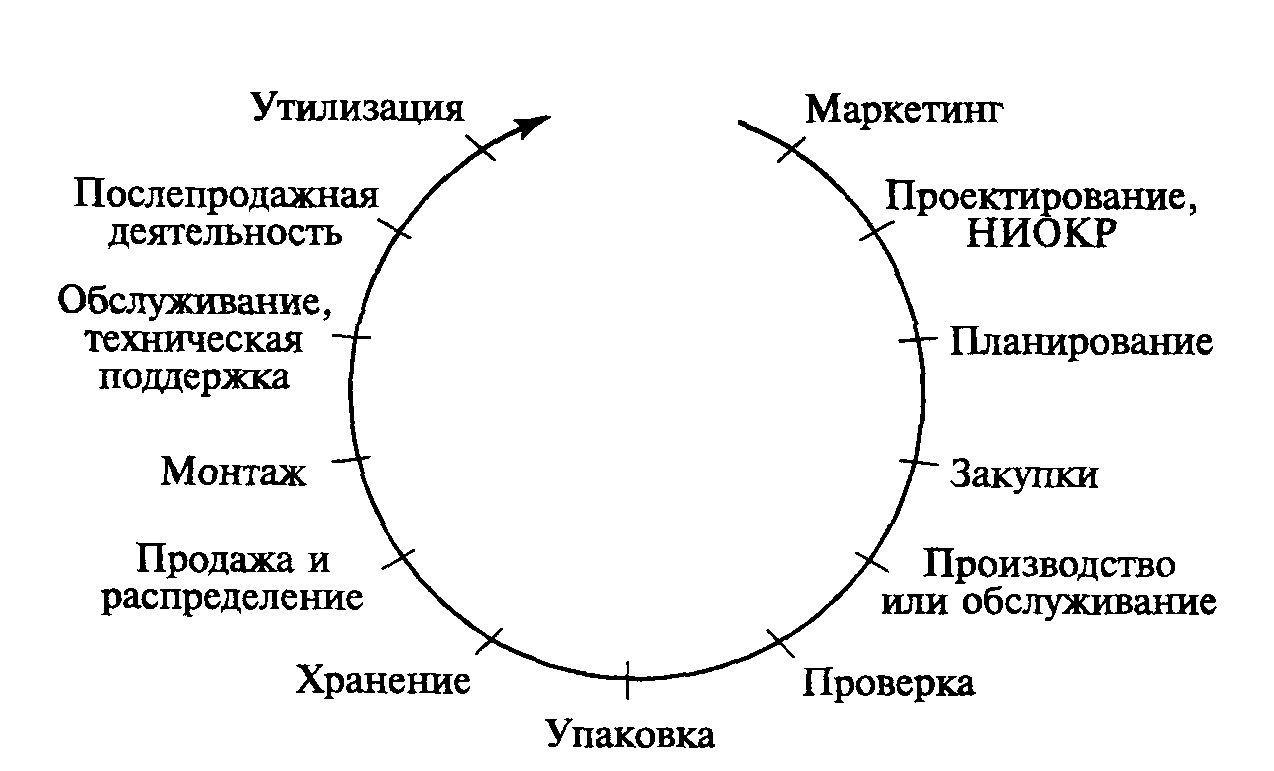 Маркетинг
Проектирование,
НИОКР
Планирование
Закупки
Производство
или обслуживание
Проверка
Упаковка
Хранение
Продажа и
распределение
Монтаж
Обслуживание,
техническая
поддержка
Послепродажная
деятельность
Утилизация